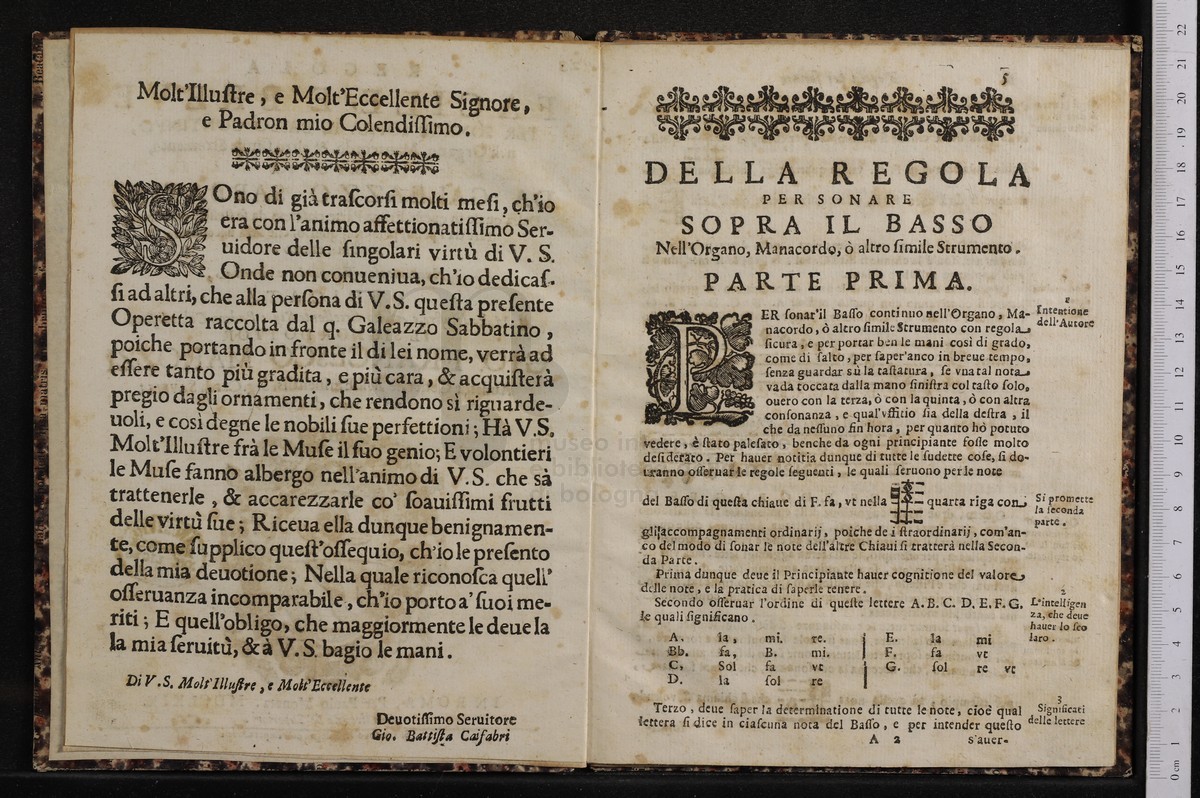 Molt'Illuſtre, e Molt'Eccellente Signore,
e Padron mio Colendiſſimo.
SOno di già traſcorſi molti meſi, ch'io
era con l'animo affettionatiſſimo Ser-
uidore delle ſingolari virtù di V. S.
Onde non conueniua, ch'io dedicaſ-
ſi ad altri, che alla perſona di V.S. queſta preſente
Operetta raccolta dal q. Galeazzo Sabbatino,
poiche portando in fronte il di lei nome, verrà ad
eſſere tanto più gradita, e più cara, & acquiſterà
pregio dagli ornamenti, che rendono sì riguarde-
uoli, e così degne le nobili ſue perfettioni; Hà V.S.
Molt'Illuſtre frà le Muſe il ſuo genio; E volontieri
le Muſe fanno albergo nell'animo di V.S. che sà
trattenerle, & accarezzarle co' ſoauiſſimi frutti
delle virtù ſue; Riceua ella dunque benignamen-
te, come ſupplico queſt'oſſequio, ch'io le preſento
della mia deuotione; Nella quale riconoſca quell'
oſſeruanza incomparabile, ch'io porto a' ſuoi me-
riti; E quell'obligo, che maggiormente le deue la
la mia ſeruitù, & à V.S. bagio le mani.
Di V.S. Molt'Illuſtre, e Molt'Eccellente
Deuotiſſimo Seruitore
Gio. Battiſta Caifabri
5
DELLA REGOLA
PER SONARE
SOPRA IL BASSO
Nell'Organo, Manacordo, ò altro ſimile Strumento.
PARTE PRIMA.
PER ſonar'il Baſſo continuo nell'Organo, Ma-
nacordo, ò altro ſimile Strumento con regola
ſicura, e per portar ben le mani così di grado,
come di ſalto, per ſaper'anco in breue tempo,
ſenza guardar sù la taſtatura, ſe vna tal nota
vada toccata dalla mano ſiniſtra col taſto ſolo,
ouero con la terza, ò con la quinta, ò con altra
conſonanza, e qual'vffitio ſia della deſtra, il
che da neſſuno fin hora, per quanto hò potuto
vedere, è ſtato paleſato, benche da ogni principiante foſſe molto
deſiderato. Per hauer notitia dunque di tutte le ſudette coſe, ſi do-
uranno oſſeruar le regole ſeguenti, le quali ſeruono per le note
del Baſſo di queſta chiaue di F. fa, vt nella quarta riga con
gli accompagnamenti ordinarij, poiche de i ſtraordinarij, com'an-
co del modo di ſonar le note dell'altre Chiaui ſi tratterà nella Secon-
da Parte.
Prima dunque deue il Principiante hauer cognitione del valore
delle note, e la pratica di ſaperle tenere.
Secondo oſſeruar l'ordine di queſte lettere A. B. C. D. E. F. G.
le quali ſignificano.
A. la, mi. re. E. la mi
Bb. fa, B. mi. F. fa vt
C, Sol fa vt G. ſol re vt
D. la ſol re
Terzo, deue ſaper la determinatione di tutte le note, cioè qual
lettera ſi dice in ciaſcuna nota del Baſſo, e per intender queſto
A 2 s'auer-
Intentione
dell'Autore
Si promette
la ſeconda
parte.
2
L'intelligen
za, che deue
hauer lo ſco
laro.
3
Significati
delle lettere
museo in
e bibliote
bologn